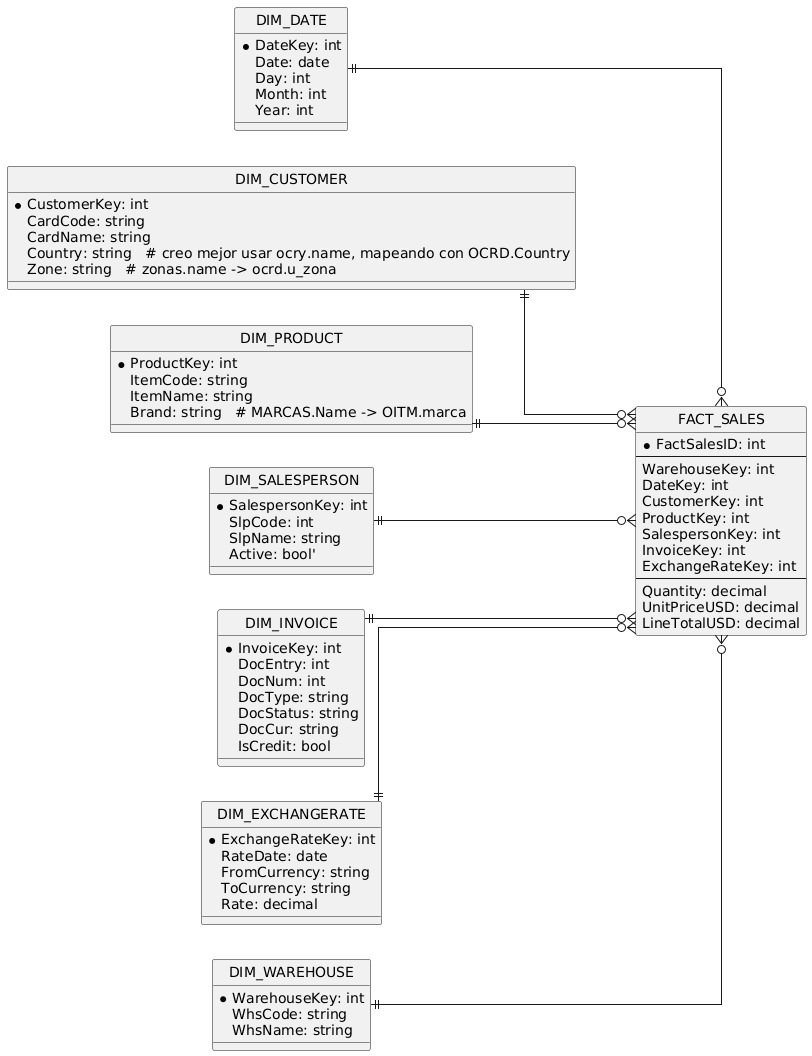 DIM_DATE
DateKey: int
Date: date
Day: int
Month: int
Year: int
DIM_CUSTOMER
CustomerKey: int
CardCode: string
CardName: string
Country: string   # creo mejor usar ocry.name, mapeando con OCRD.Country
Zone: string   # zonas.name -> ocrd.u_zona
DIM_PRODUCT
ProductKey: int
ItemCode: string
ItemName: string
Brand: string   # MARCAS.Name -> OITM.marca
DIM_SALESPERSON
SalespersonKey: int
SlpCode: int
SlpName: string
Active: bool'
DIM_INVOICE
InvoiceKey: int
DocEntry: int
DocNum: int
DocType: string
DocStatus: string
DocCur: string
IsCredit: bool
DIM_EXCHANGERATE
ExchangeRateKey: int
RateDate: date
FromCurrency: string
ToCurrency: string
Rate: decimal
DIM_WAREHOUSE
WarehouseKey: int
WhsCode: string
WhsName: string
FACT_SALES
FactSalesID: int
WarehouseKey: int
DateKey: int
CustomerKey: int
ProductKey: int
SalespersonKey: int
InvoiceKey: int
ExchangeRateKey: int
Quantity: decimal
UnitPriceUSD: decimal
LineTotalUSD: decimal